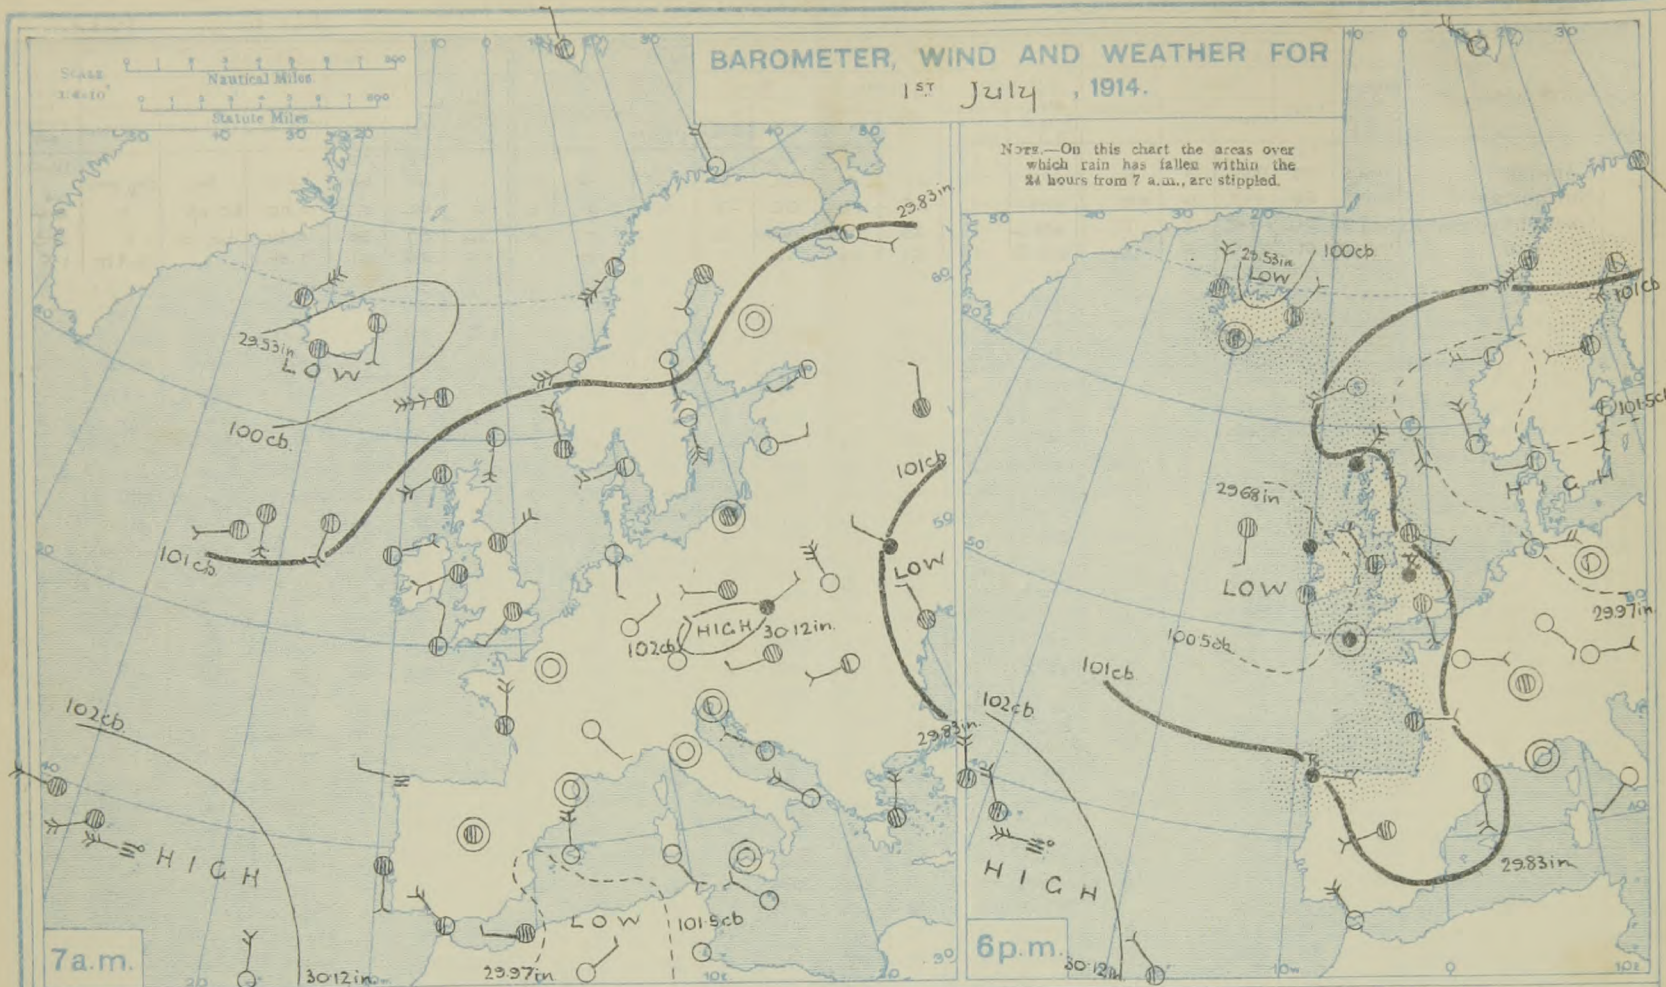 BAROMETER, WIND AND WEATHER FOR
1ST July, 1914.
Nautical Miles.
Statute Miles.
NOTE.—On this chart the areas over
which rain has fallen within the
24 hours from 7 a.m., are stippled.
29.83in.
29.53in.
LOW
100cb.
101cb
101cb.
LOW
HIGH
30.12in.
102cb
29.83in.
102cb.
HIGH
LOW
101.5cb
29.97in.
30.12in
7a.m.
29.53in
100cb
LOW
101cb
101.5cb
HIGH
29.68in
LOW
29.97in.
100.5cb
101cb
102cb.
29.83in.
HIGH
30.12in
6p.m.